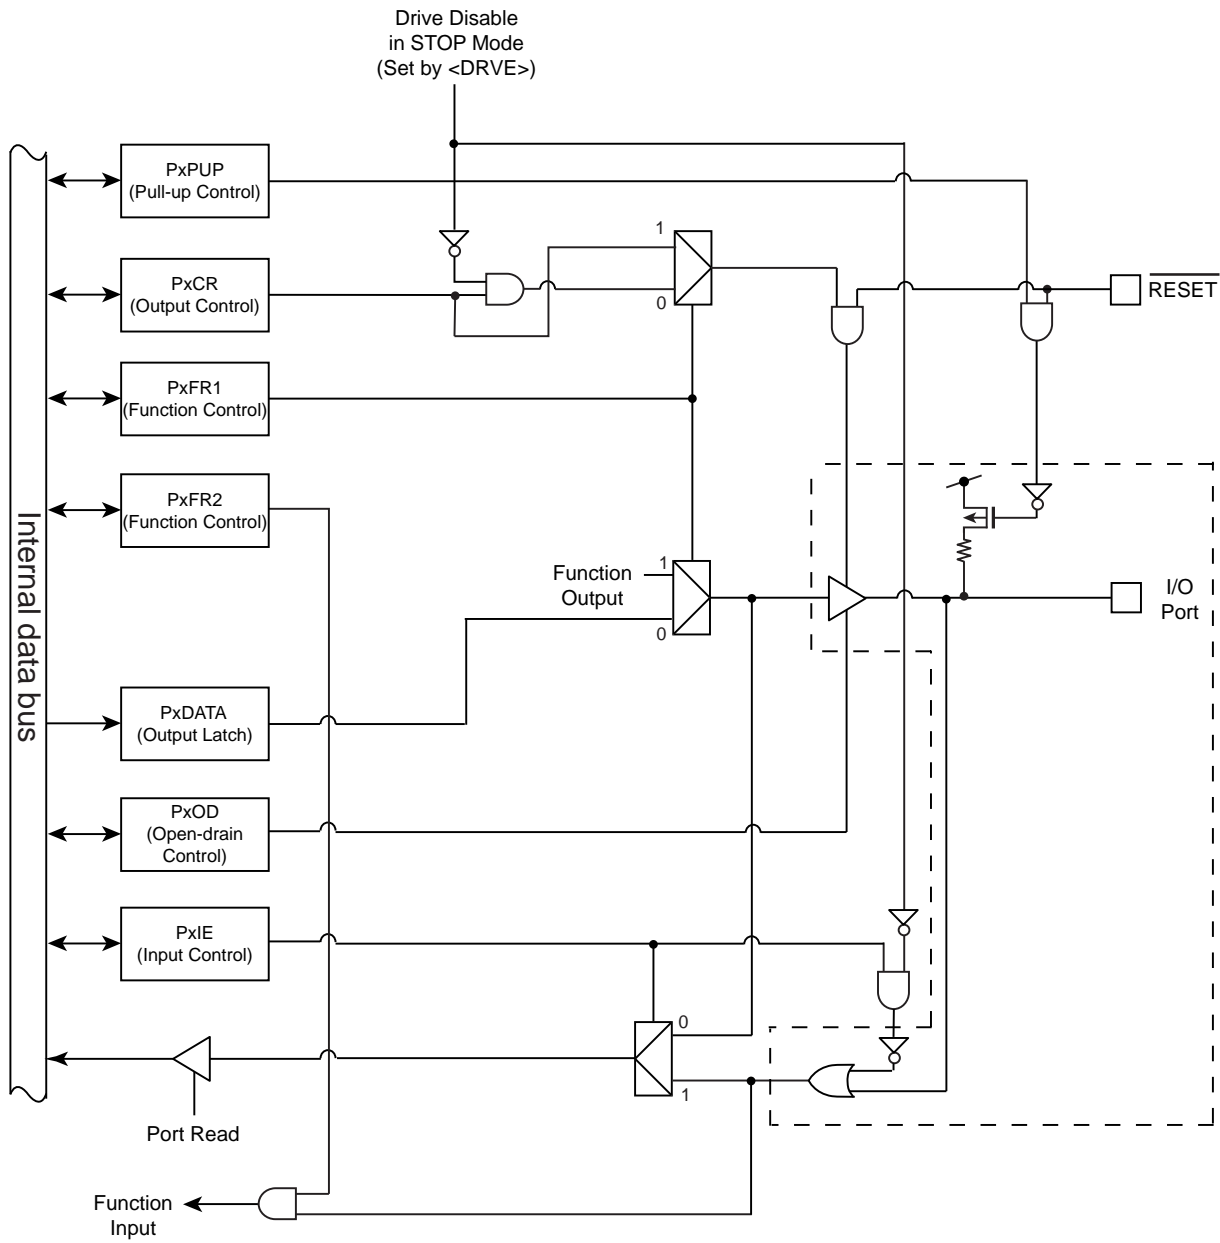 Drive Disable
in STOP Mode
(Set by <DRVE>)
PxPUP
(Pull-up Control)
1
PxCR
(Output Control)
0
RESET
PxFR1
(Function Control)
PxFR2
(Function Control)
Internal data bus
1
Function
Output
0
I/O
Port
PxDATA
(Output Latch)
PxOD
(Open-drain
Control)
PxIE
(Input Control)
0
1
Port Read
Function
Input